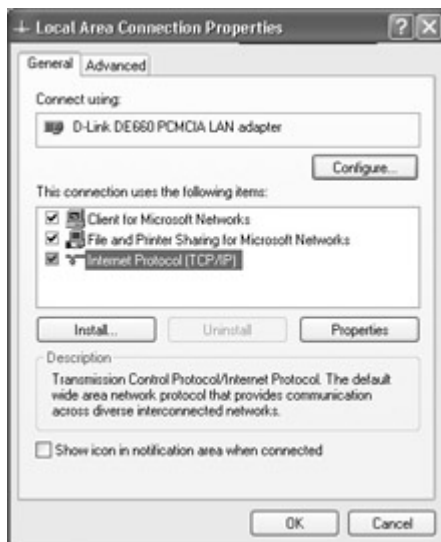 Local Area Connection Properties
General Advanced
Connect using:
D-Link DE660 PCMCIA LAN adapter
Configure...
This connection uses the following items:
Client for Microsoft Networks
File and Printer Sharing for Microsoft Networks
Internet Protocol (TCP/IP)
Install... Uninstall Properties
Description
Transmission Control Protocol/Internet Protocol. The default
wide area network protocol that provides communication
across diverse interconnected networks.
Show icon in notification area when connected
OK Cancel